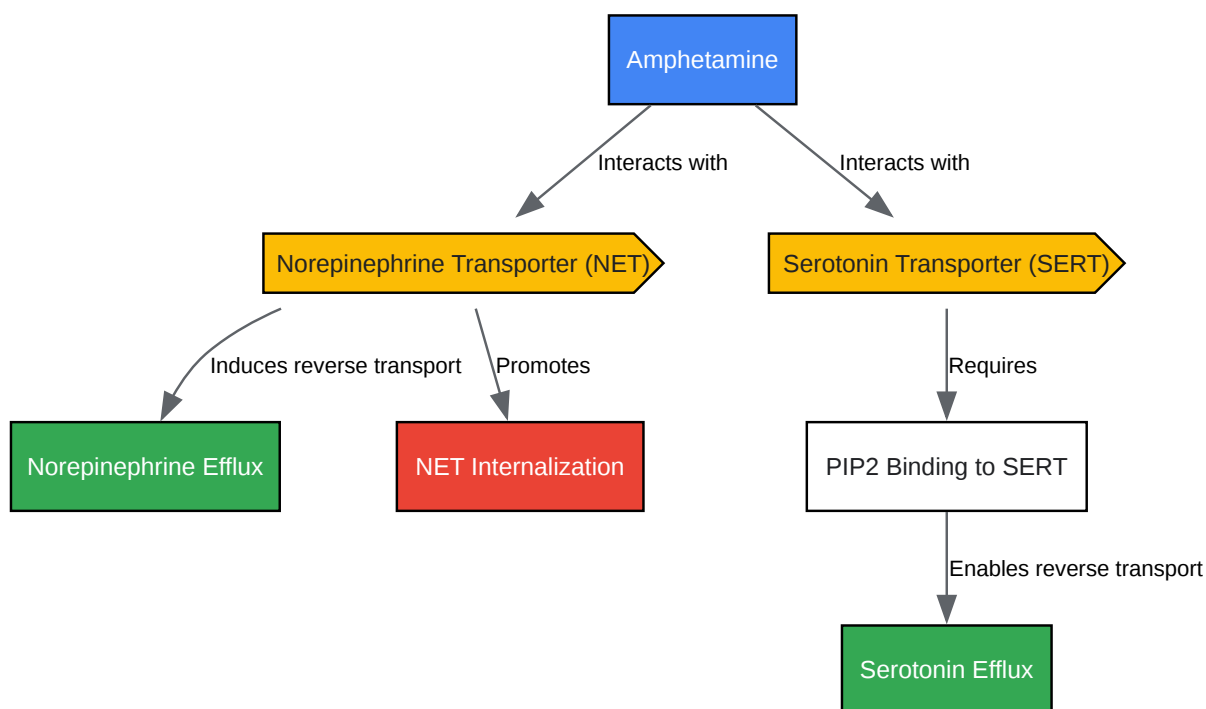 Amphetamine
Interacts with
Interacts with
Norepinephrine Transporter (NET)
Serotonin Transporter (SERT)
Induces reverse transport
Promotes
Requires
Norepinephrine Efflux
NET Internalization
PIP2 Binding to SERT
Enables reverse transport
Serotonin Efflux